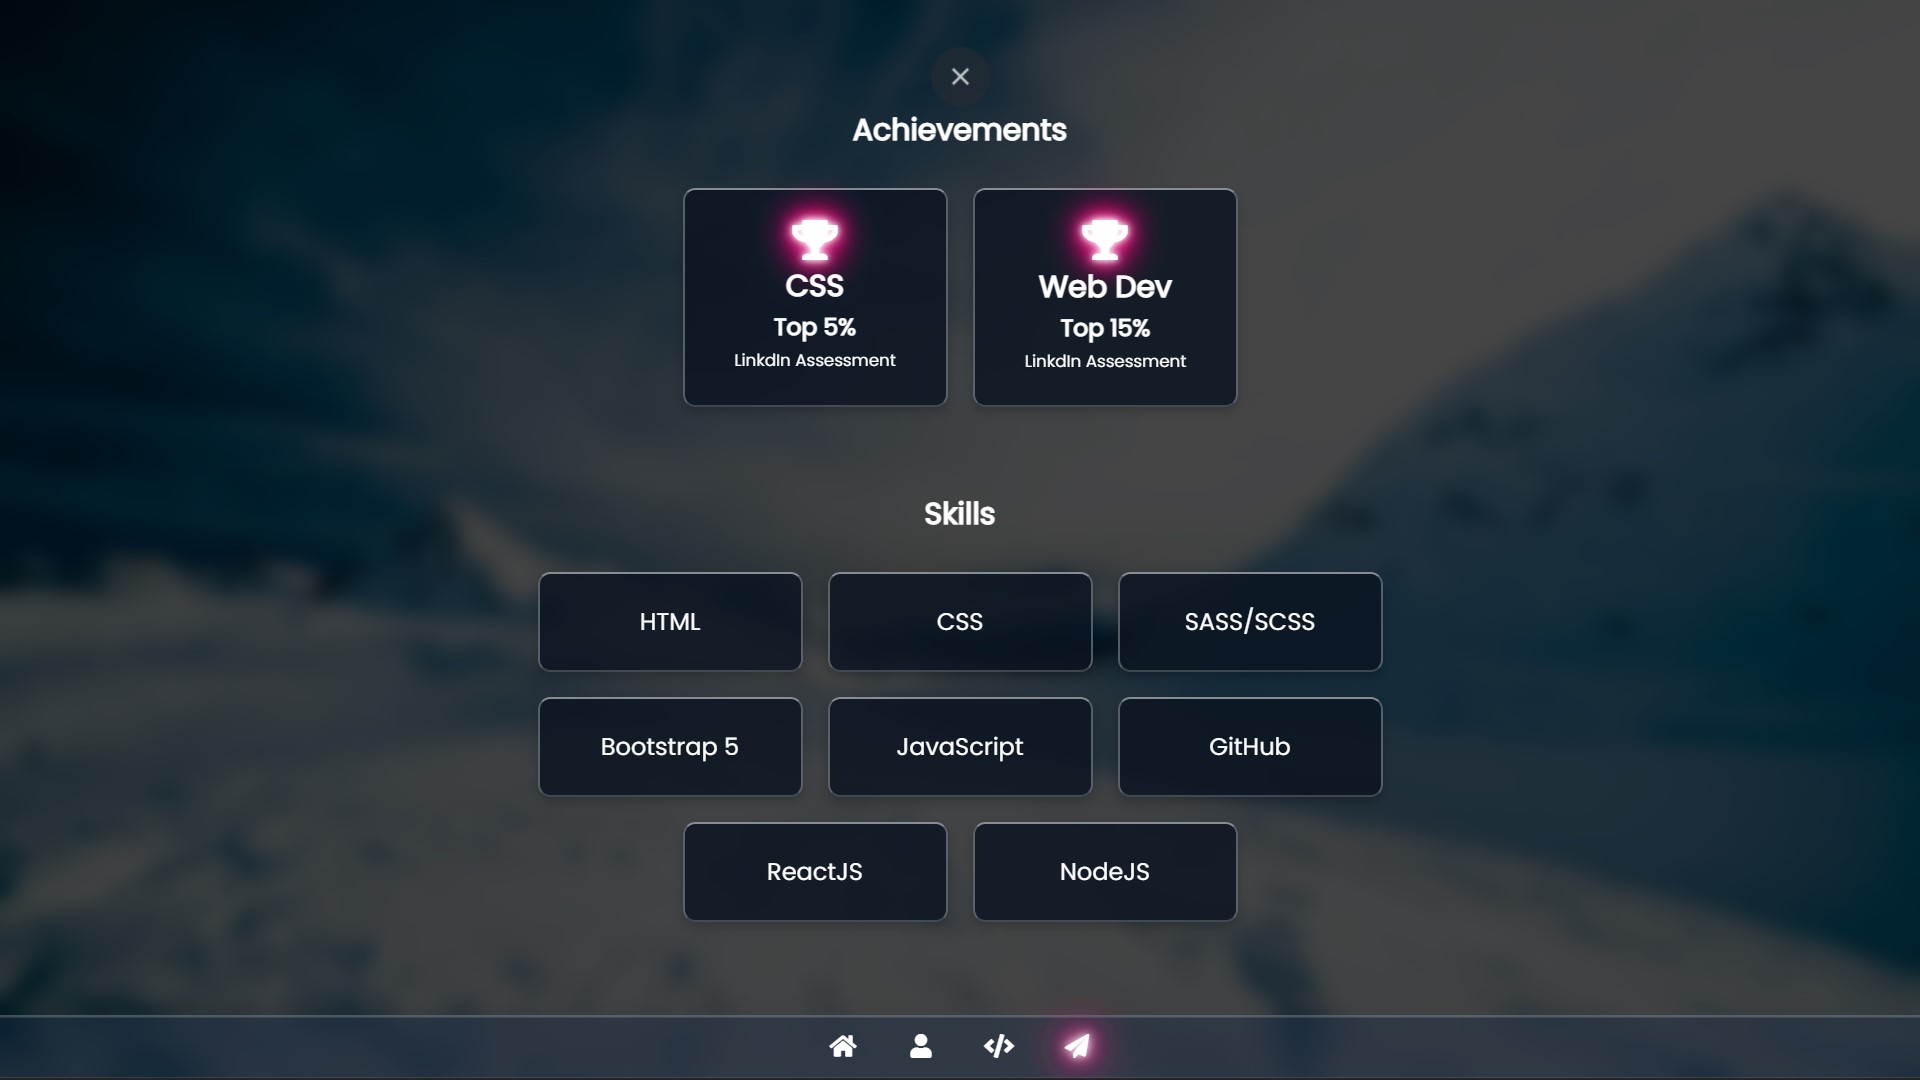 Achievements
CSS
Top 5%
LinkdIn Assessment
Web Dev
Top 15%
LinkdIn Assessment
Skills
HTML
CSS
SASS/SCSS
Bootstrap 5
JavaScript
GitHub
ReactJS
NodeJS